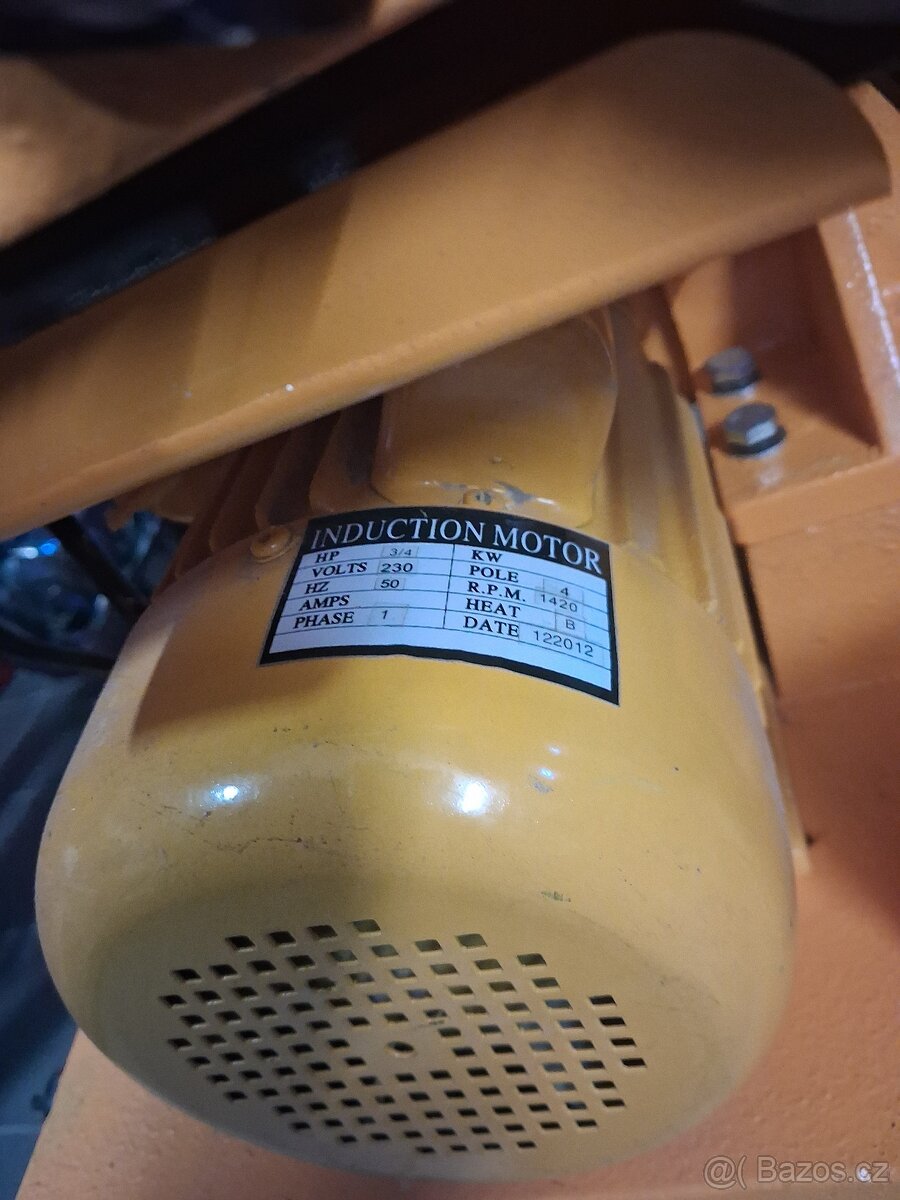 INDUCTION MOTOR
HP 3/4 KW
VOLTS 230 POLE 4
HZ 50 R.P.M. 1420
AMPS HEAT B
PHASE 1 DATE 122012
@( Bazos.cz